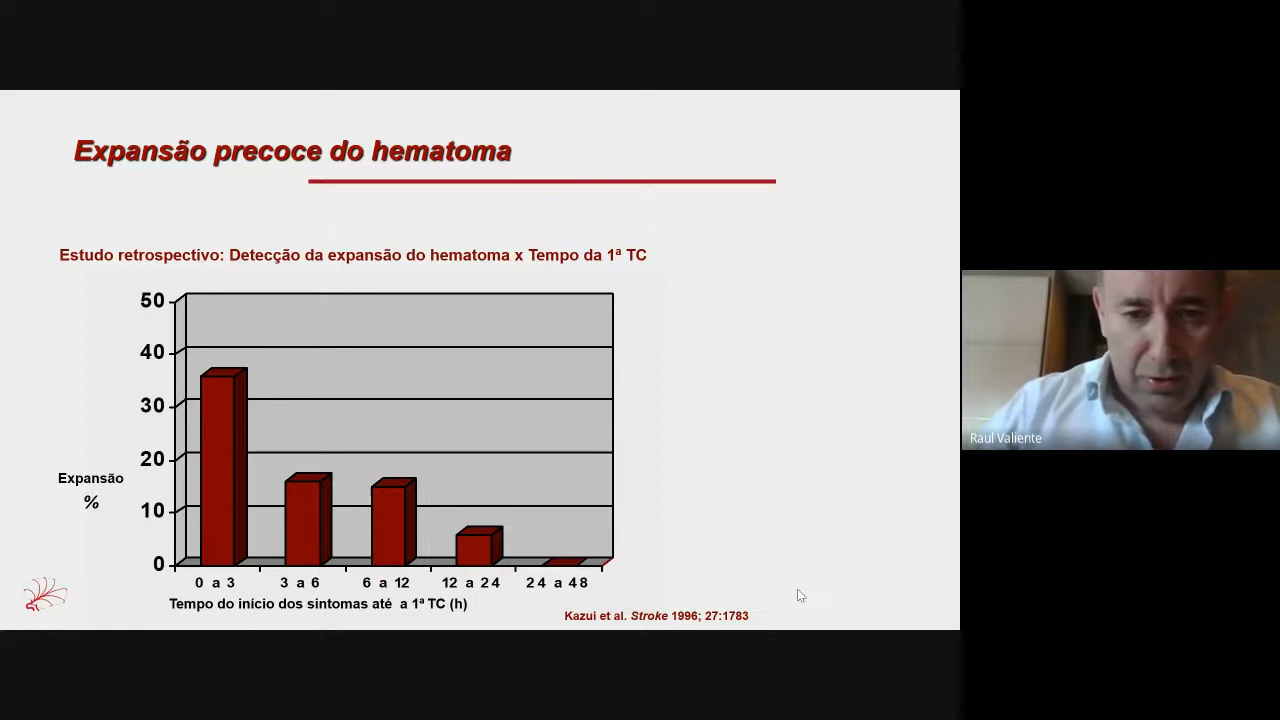 Expansão precoce do hematoma
Estudo retrospectivo: Detecção da expansão do hematoma x Tempo da 1ª TC
50
40
30
20
10
0
Expansão
%
0 a 3 3 a 6 6 a 12 12 a 24 24 a 48
Tempo do início dos sintomas até a 1ª TC (h)
Kazui et al. Stroke 1996; 27:1783
Raul Valiente